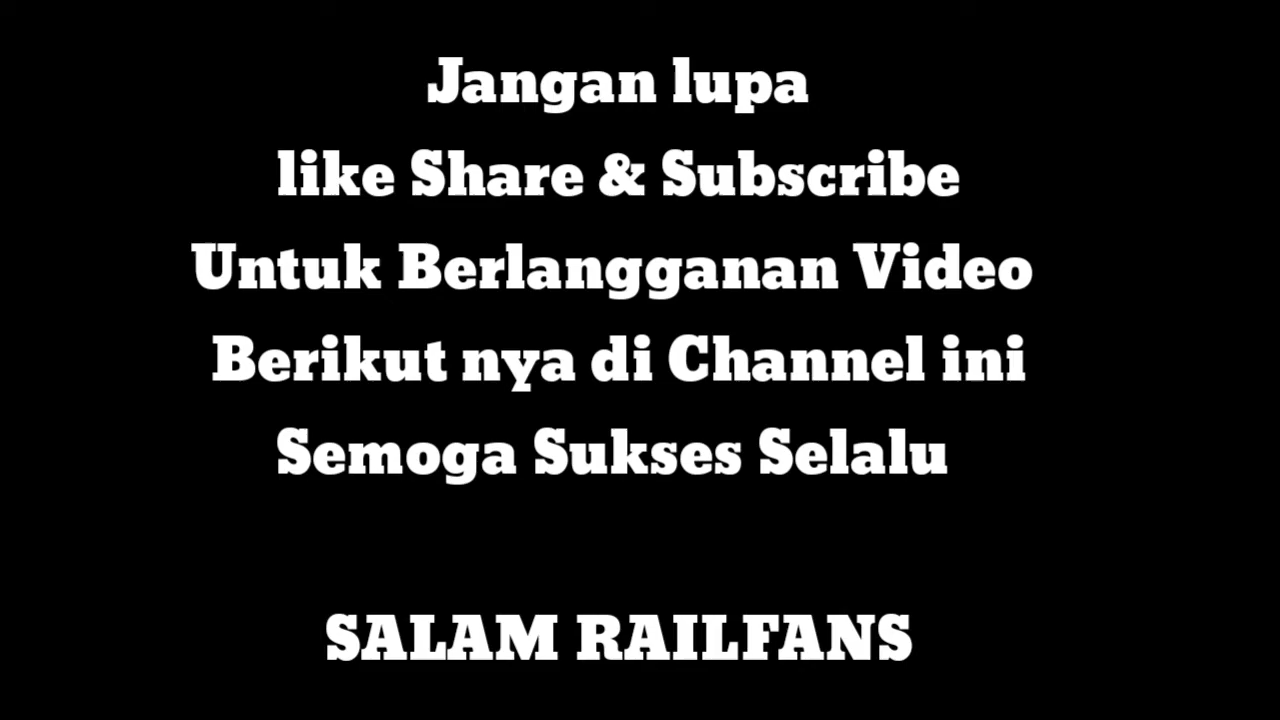 Jangan lupa
like Share & Subscribe
Untuk Berlangganan Video
Berikut nya di Channel ini
Semoga Sukses Selalu
SALAM RAILFANS